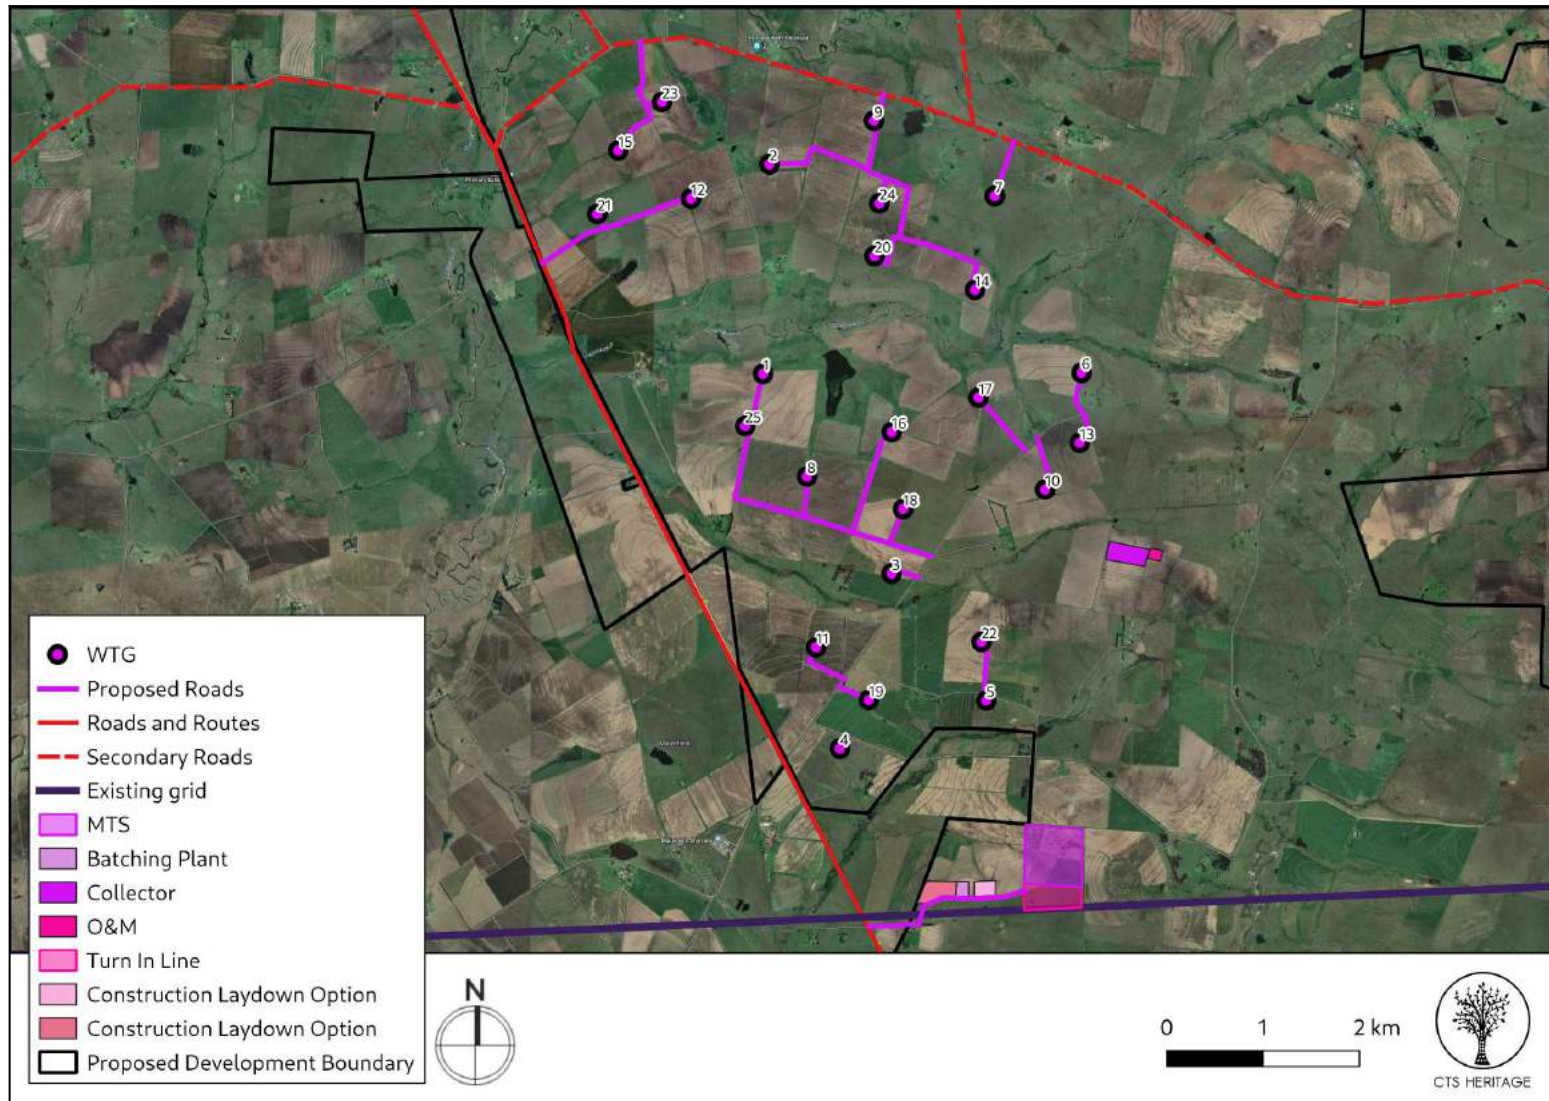 23
9
15
2
7
12
24
21
20
14
1
6
17
25
16
13
8
10
18
3
22
11
5
19
4
WTG
Proposed Roads
Roads and Routes
Secondary Roads
Existing grid
MTS
Batching Plant
Collector
O&M
Turn In Line
Construction Laydown Option
Construction Laydown Option
Proposed Development Boundary
N
0 1 2 km
CTS HERITAGE